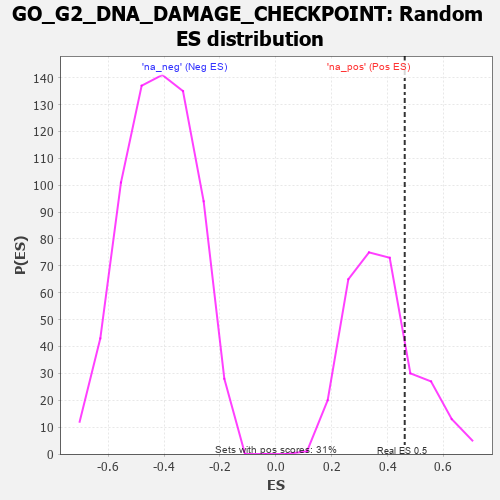 GO_G2_DNA_DAMAGE_CHECKPOINT: Random
ES distribution
'na_neg' (Neg ES)
'na_pos' (Pos ES)
140
130
120
110
100
90
80
70
60
50
40
30
20
10
0
P(ES)
Sets with pos scores: 31%
Real ES 0.5
-0.6
-0.4
-0.2
0.0
0.2
0.4
0.6
ES